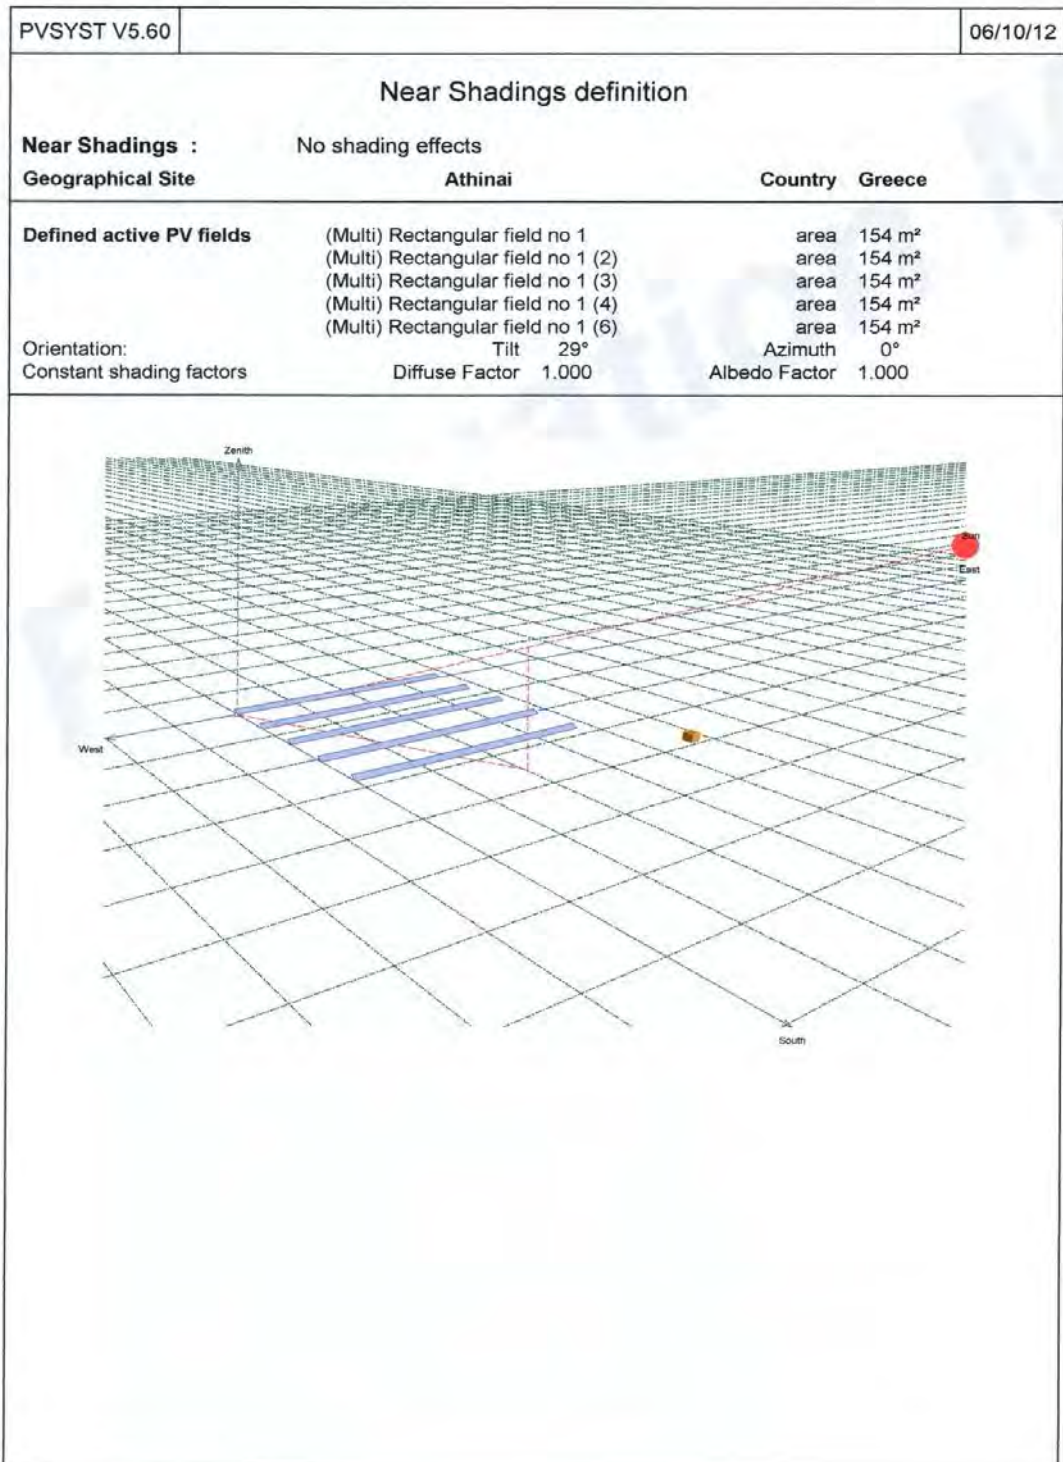 PVSYST V5.60 06/10/12
Near Shadings definition
Near Shadings : No shading effects
Geographical Site Athinai Country Greece
Defined active PV fields (Multi) Rectangular field no 1 area 154 m²
(Multi) Rectangular field no 1 (2) area 154 m²
(Multi) Rectangular field no 1 (3) area 154 m²
(Multi) Rectangular field no 1 (4) area 154 m²
(Multi) Rectangular field no 1 (6) area 154 m²
Orientation: Tilt 29° Azimuth 0°
Constant shading factors Diffuse Factor 1.000 Albedo Factor 1.000
Zenith
Sun
East
West
South